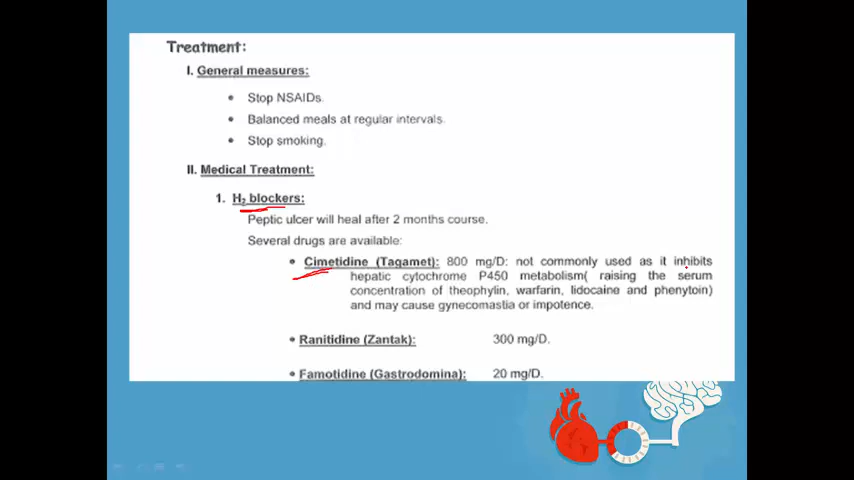 Treatment:
I. General measures:
• Stop NSAIDs.
• Balanced meals at regular intervals.
• Stop smoking.
II. Medical Treatment:
1. H₂ blockers:
Peptic ulcer will heal after 2 months course.
Several drugs are available:
• Cimetidine (Tagamet): 800 mg/D: not commonly used as it inhibits
hepatic cytochrome P450 metabolism( raising the serum
concentration of theophylin, warfarin, lidocaine and phenytoin)
and may cause gynecomastia or impotence.
• Ranitidine (Zantak): 300 mg/D.
• Famotidine (Gastrodomina): 20 mg/D.